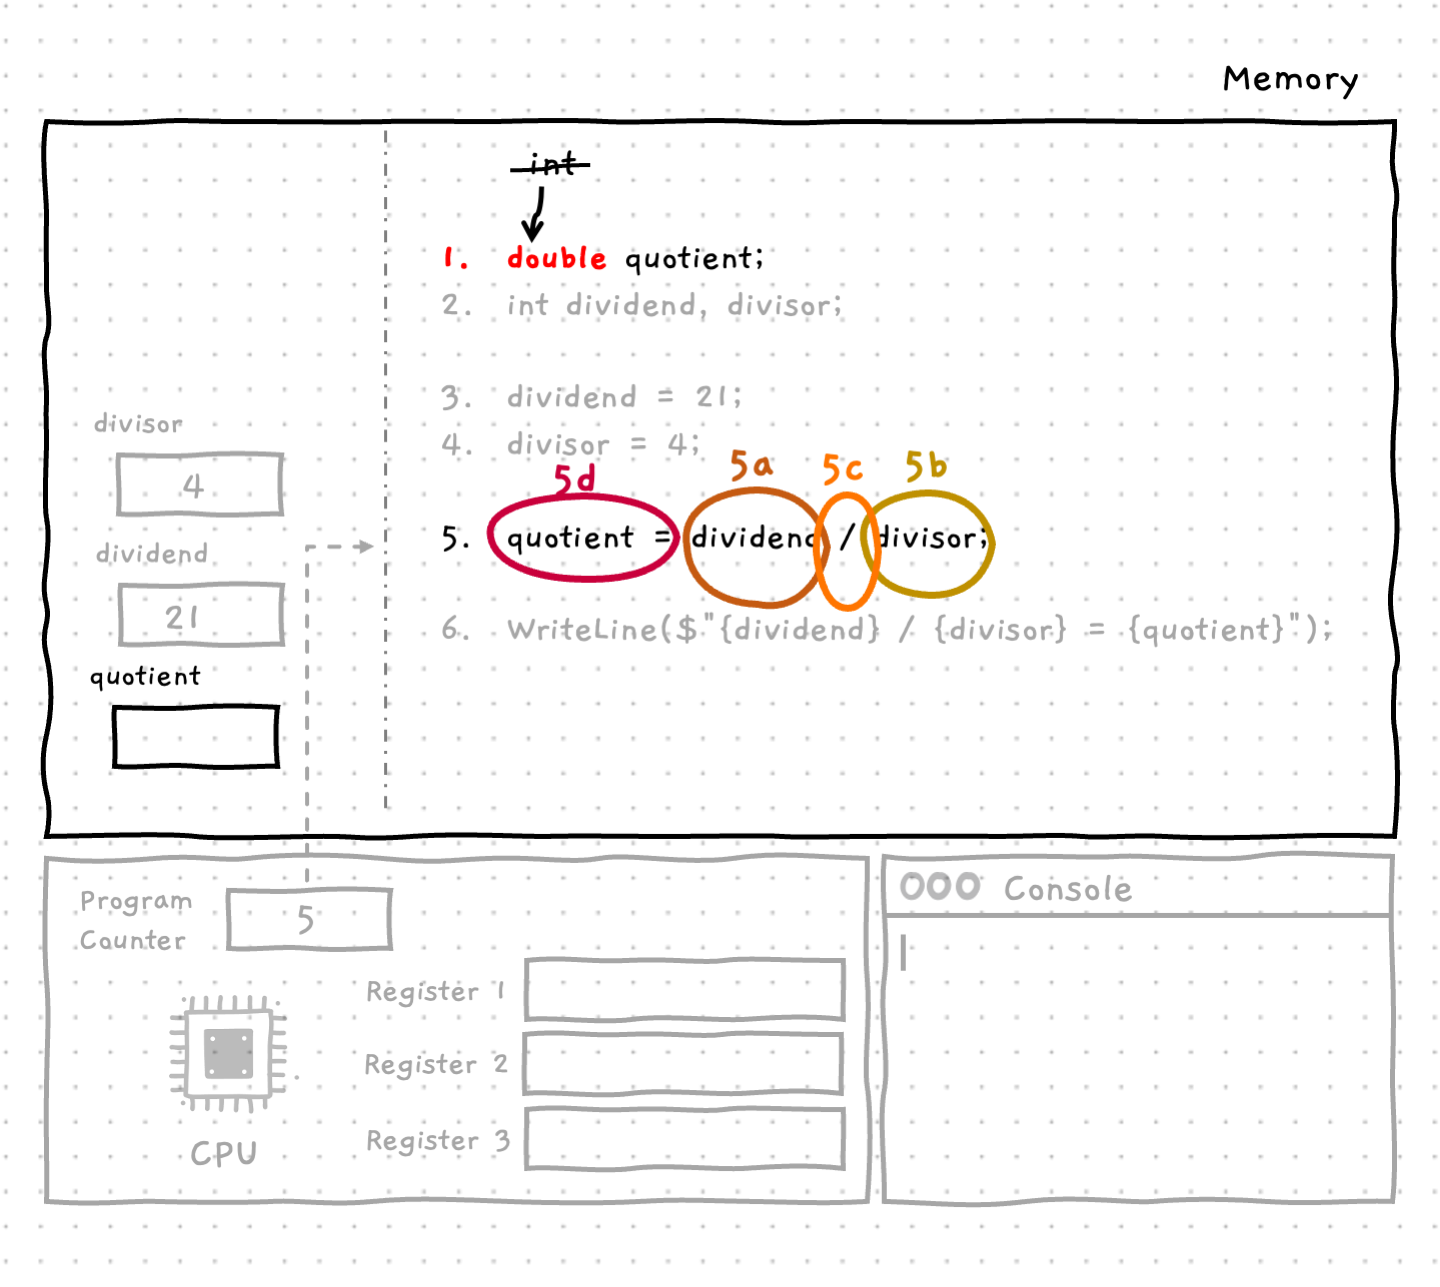 Memory
int
1. double quotient;
2. int dividend, divisor;
3. dividend = 21;
4. divisor = 4;
5d 5a 5c 5b
5. quotient = dividend / divisor;
6. WriteLine($"{dividend} / {divisor} = {quotient}");
divisor
4
dividend
21
quotient
Program
Counter
5
CPU
Register 1
Register 2
Register 3
Console